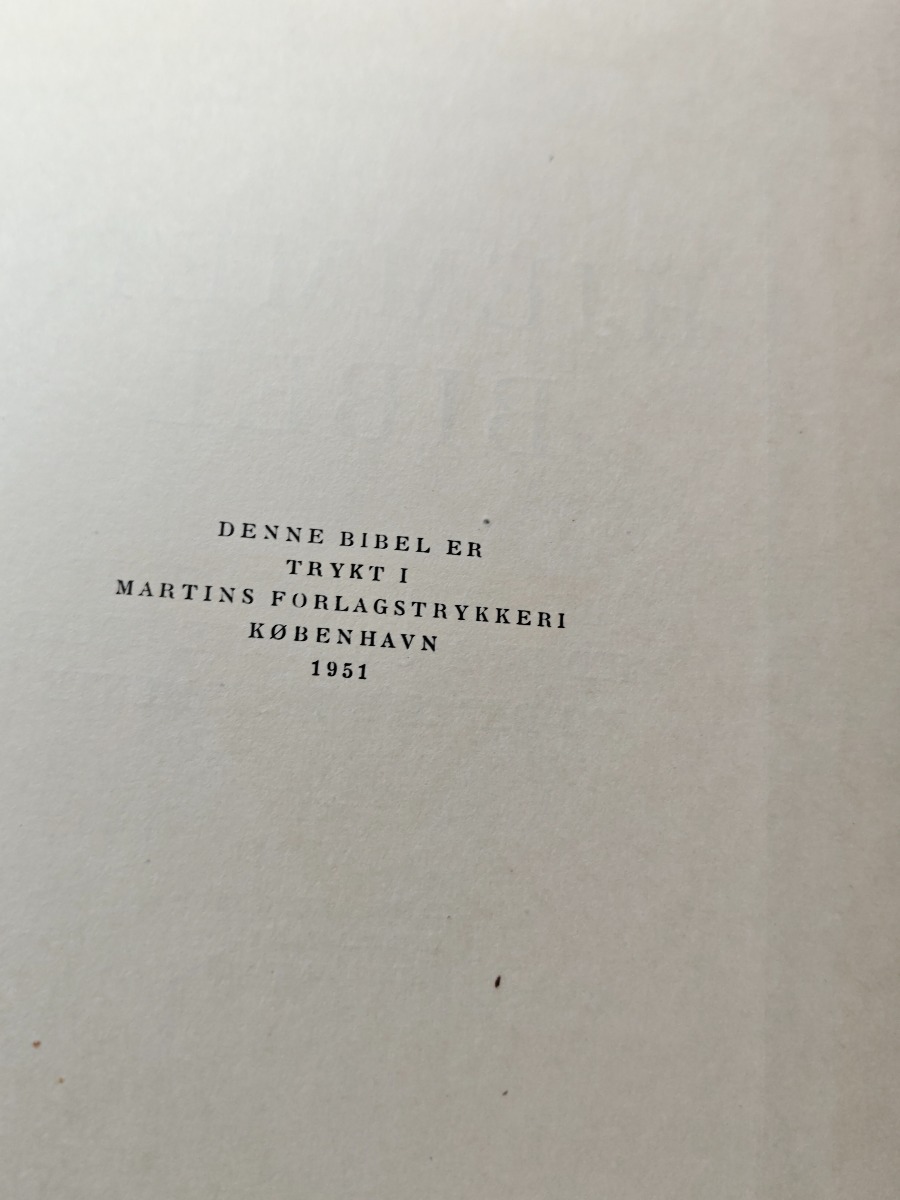 DENNE BIBEL ER
TRYKT I
MARTINS FORLAGSTRYKKERI
KØBENHAVN
1951